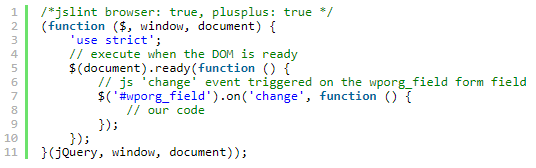 1 /*jslint browser: true, plusplus: true */
2 (function ($, window, document) {
3     'use strict';
4     // execute when the DOM is ready
5     $(document).ready(function () {
6         // js 'change' event triggered on the wporg_field form field
7         $('#wporg_field').on('change', function () {
8             // our code
9         });
10     });
11 }(jQuery, window, document));